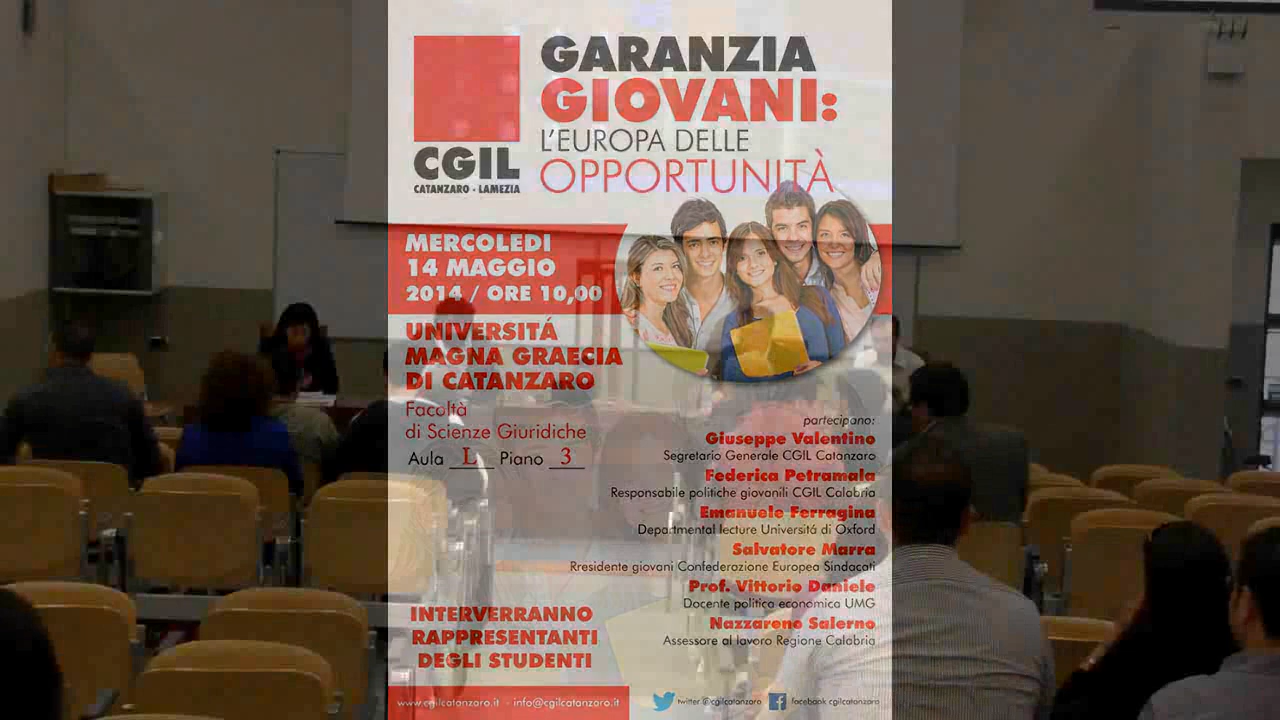 GARANZIA
GIOVANI:
L'EUROPA DELLE
OPPORTUNITÀ
CGIL
CATANZARO - LAMEZIA
MERCOLEDI
14 MAGGIO
2014 / ORE 10,00
UNIVERSITÁ
MAGNA GRAECIA
DI CATANZARO
Facoltà
di Scienze Giuridiche
Aula L Piano 3
partecipano:
Giuseppe Valentino
Segretario Generale CGIL Catanzaro
Federica Petramala
Responsabile politiche giovanili CGIL Calabria
Emanuele Ferragina
Departmental lecture Universitá di Oxford
Salvatore Marra
Rresidente giovani Confederazione Europea Sindacati
Prof. Vittorio Daniele
Docente politica economica UMG
Nazzareno Salerno
Assessore al lavoro Regione Calabria
INTERVERRANNO
RAPPRESENTANTI
DEGLI STUDENTI
www.cgilcatanzaro.it - info@cgilcatanzaro.it
twitter @cgilcatanzaro
facebook cgilcatanzaro